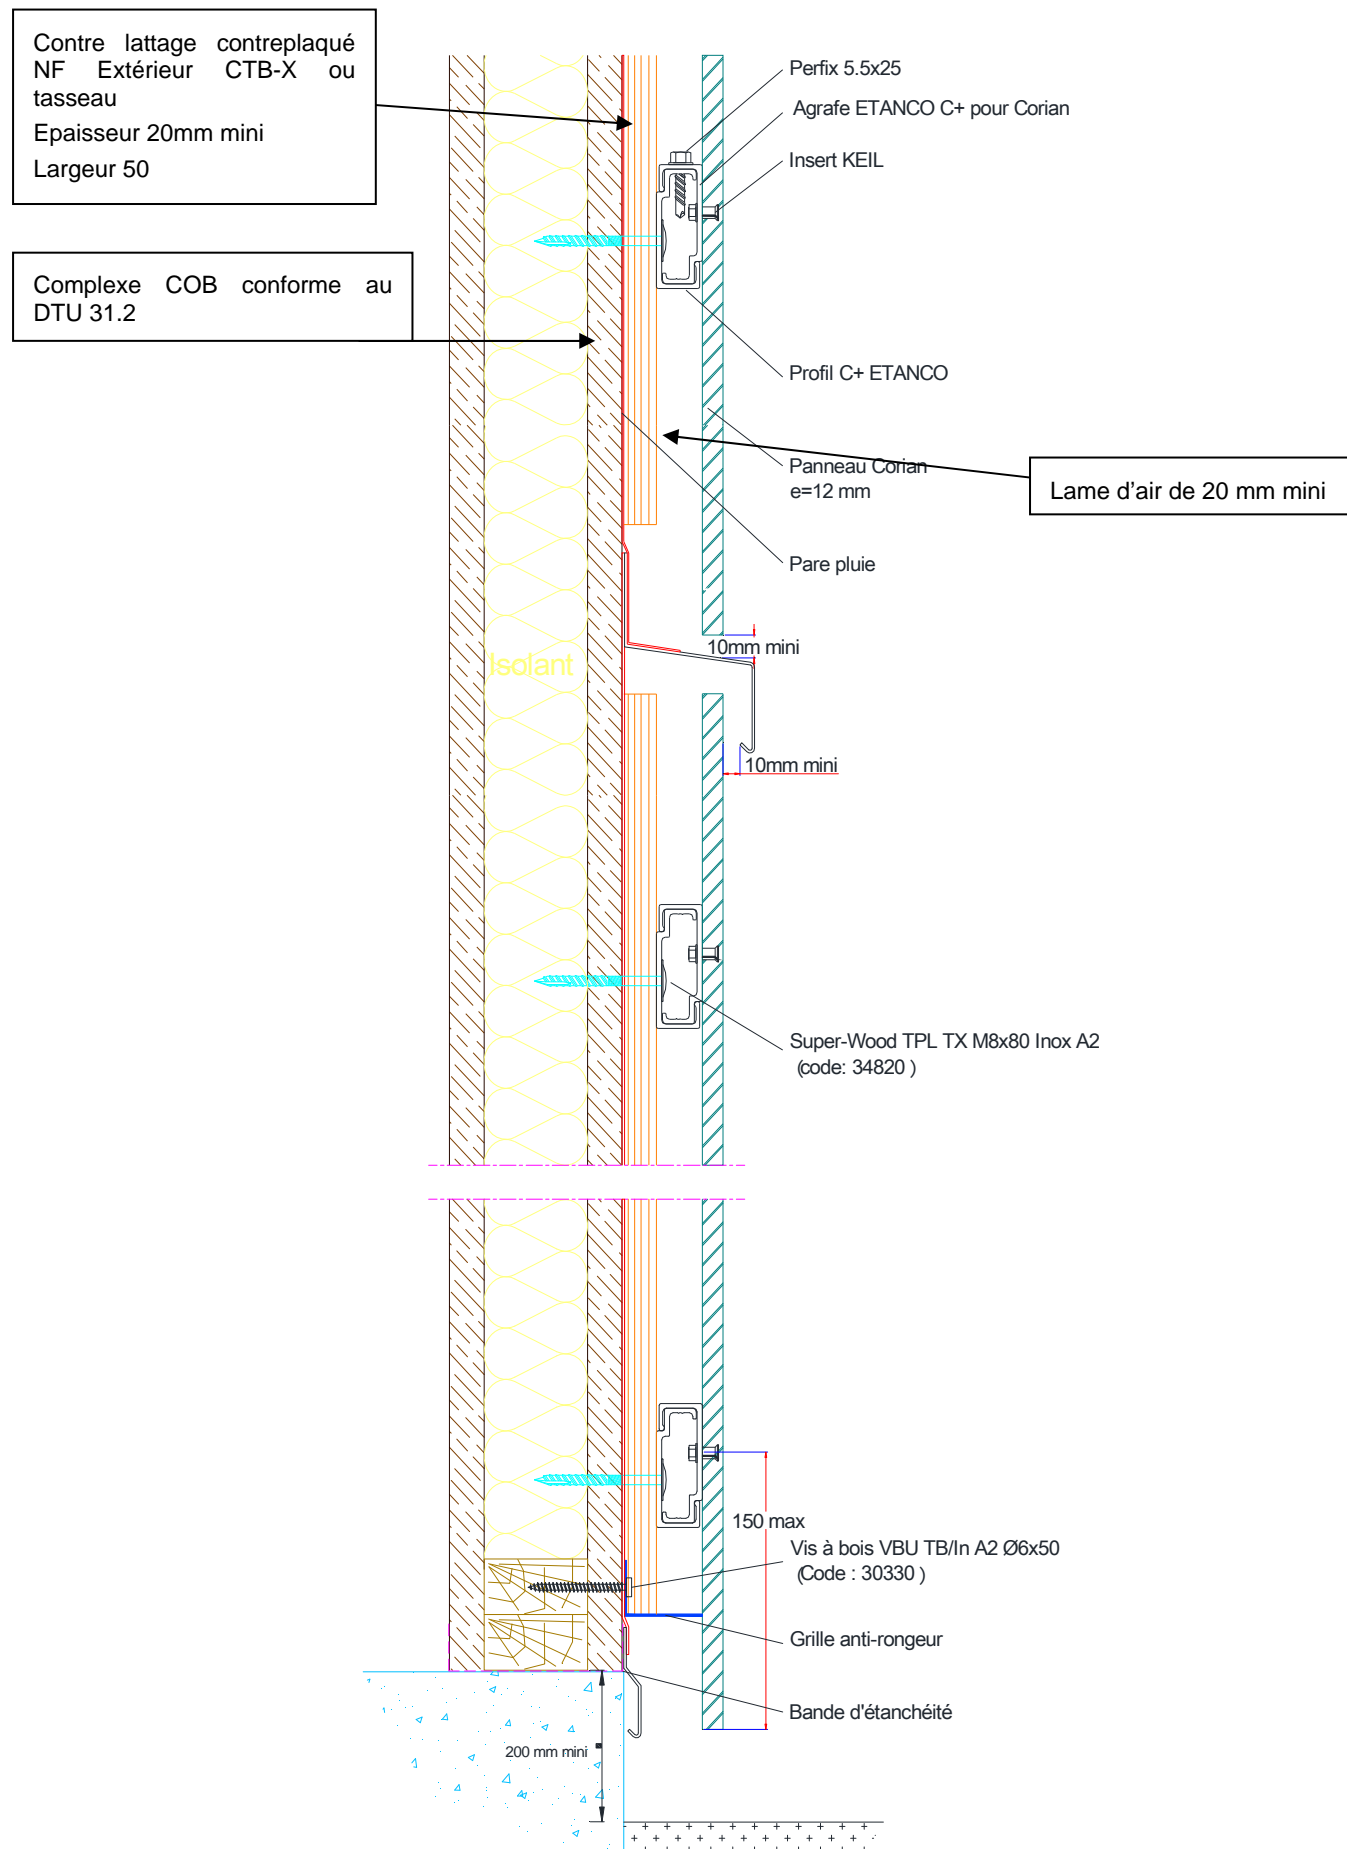 Contre lattage contreplaqué
NF Extérieur CTB-X ou
tasseau
Epaisseur 20mm mini
Largeur 50
Complexe COB conforme au
DTU 31.2
Perfix 5.5x25
Agrafe ETANCO C+ pour Corian
Insert KEIL
Profil C+ ETANCO
Panneau Corian
e=12 mm
Lame d'air de 20 mm mini
Pare pluie
10mm mini
Isolant
10mm mini
Super-Wood TPL TX M8x80 Inox A2
(code: 34820 )
150 max
Vis à bois VBU TB/In A2 Ø6x50
(Code : 30330 )
Grille anti-rongeur
Bande d'étanchéité
200 mm mini